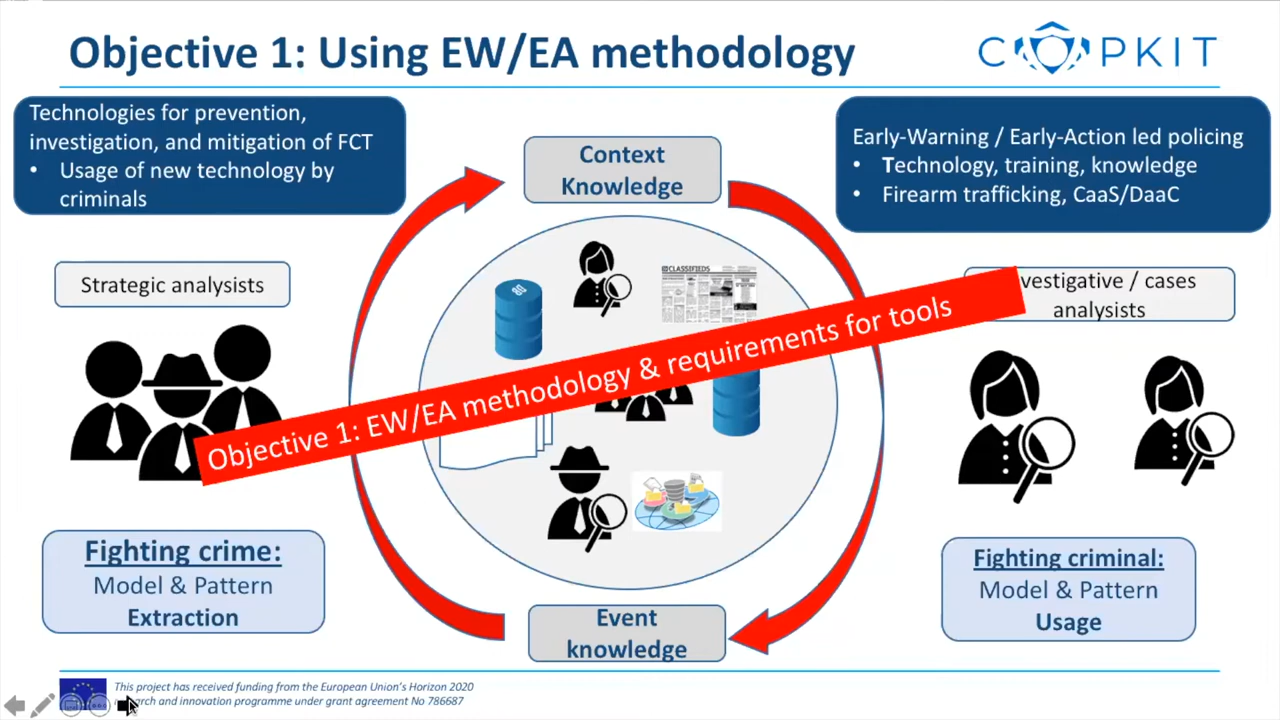 Objective 1: Using EW/EA methodology
C PKIT
Technologies for prevention,
investigation, and mitigation of FCT
• Usage of new technology by
criminals
Context
Knowledge
Early-Warning / Early-Action led policing
• Technology, training, knowledge
• Firearm trafficking, CaaS/DaaC
Strategic analysists
CLASSIFIEDS
vestigative / cases
analysists
Objective 1: EW/EA methodology & requirements for tools
Fighting crime:
Model & Pattern
Extraction
Event
knowledge
Fighting criminal:
Model & Pattern
Usage
This project has received funding from the European Union's Horizon 2020
arch and innovation programme under grant agreement No 786687